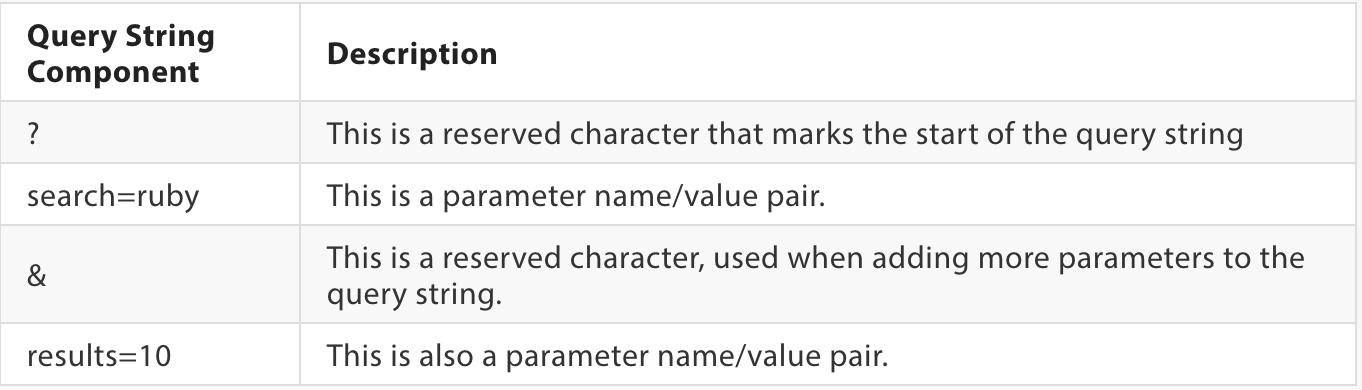 Query String
Component
Description
?
This is a reserved character that marks the start of the query string
search=ruby
This is a parameter name/value pair.
&
This is a reserved character, used when adding more parameters to the
query string.
results=10
This is also a parameter name/value pair.